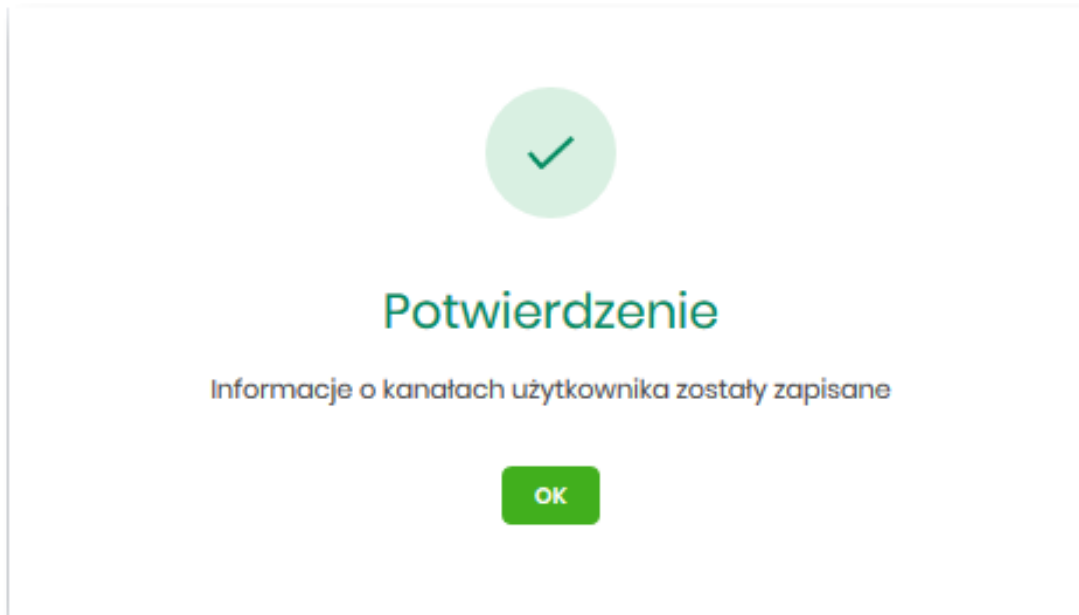 Potwierdzenie
Informacje o kanałach użytkownika zostały zapisane
OK